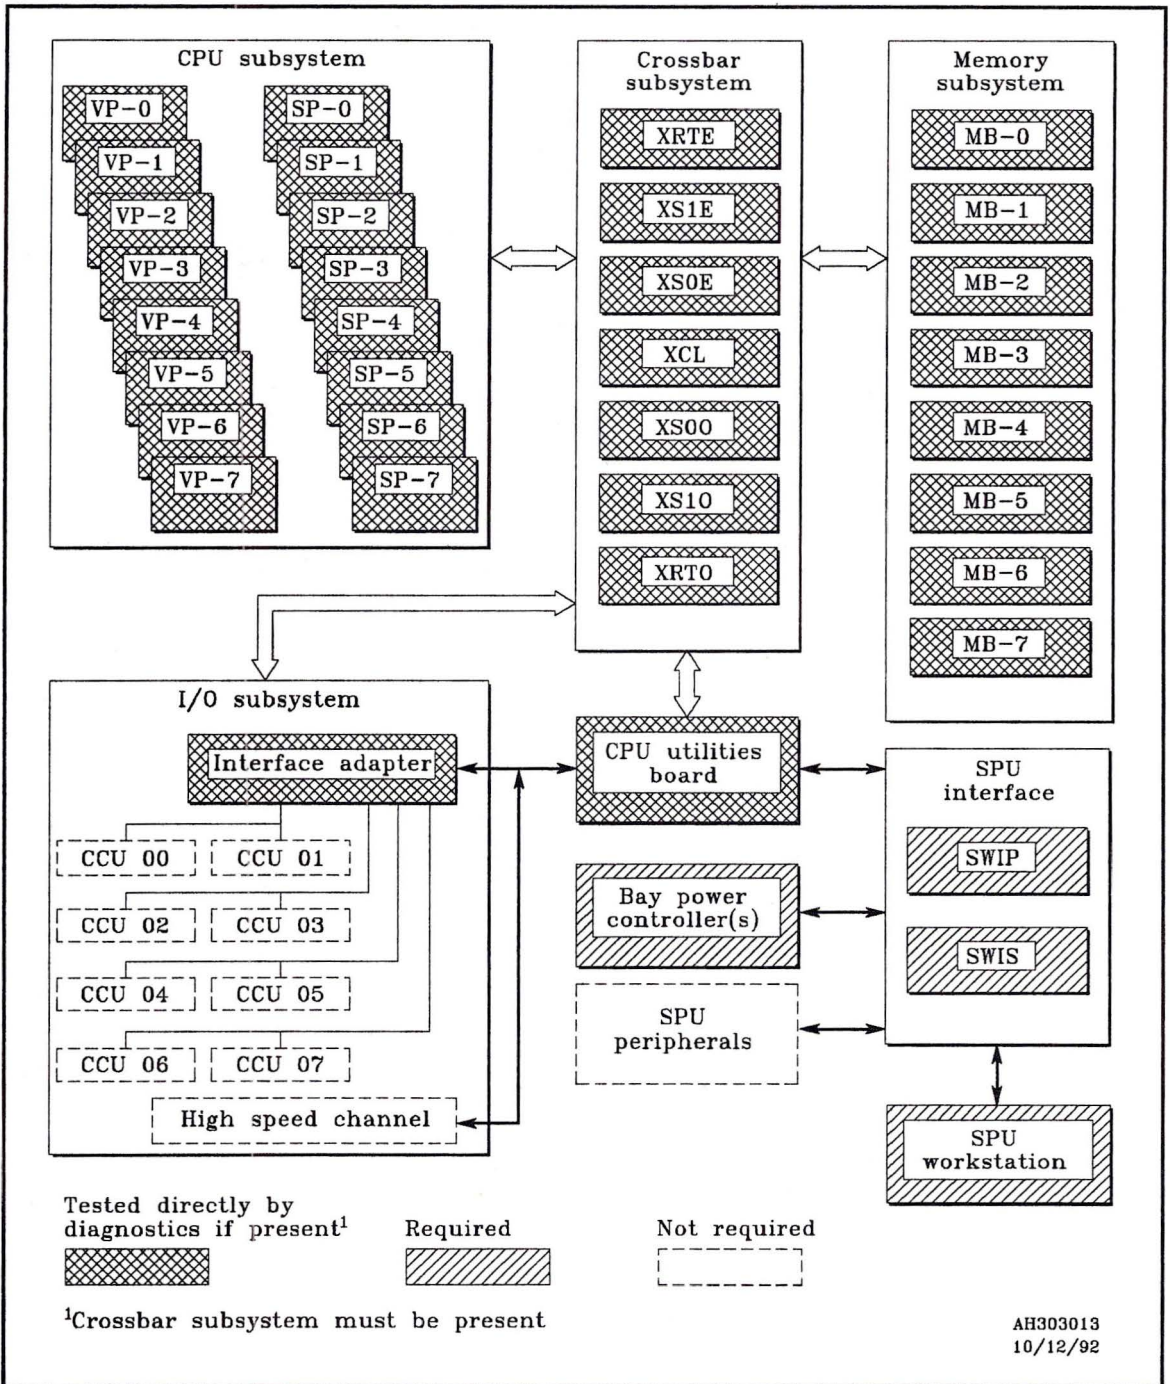 CPU subsystem
VP-0
VP-1
VP-2
VP-3
VP-4
VP-5
VP-6
VP-7
SP-0
SP-1
SP-2
SP-3
SP-4
SP-5
SP-6
SP-7
Crossbar
subsystem
XRTE
XS1E
XS0E
XCL
XS0O
XS1O
XRTO
Memory
subsystem
MB-0
MB-1
MB-2
MB-3
MB-4
MB-5
MB-6
MB-7
I/O subsystem
Interface adapter
CCU 00
CCU 01
CCU 02
CCU 03
CCU 04
CCU 05
CCU 06
CCU 07
High speed channel
CPU utilities
board
Bay power
controller(s)
SPU
peripherals
SPU
interface
SWIP
SWIS
SPU
workstation
Tested directly by
diagnostics if present¹
Required
Not required
¹Crossbar subsystem must be present
AH303013
10/12/92